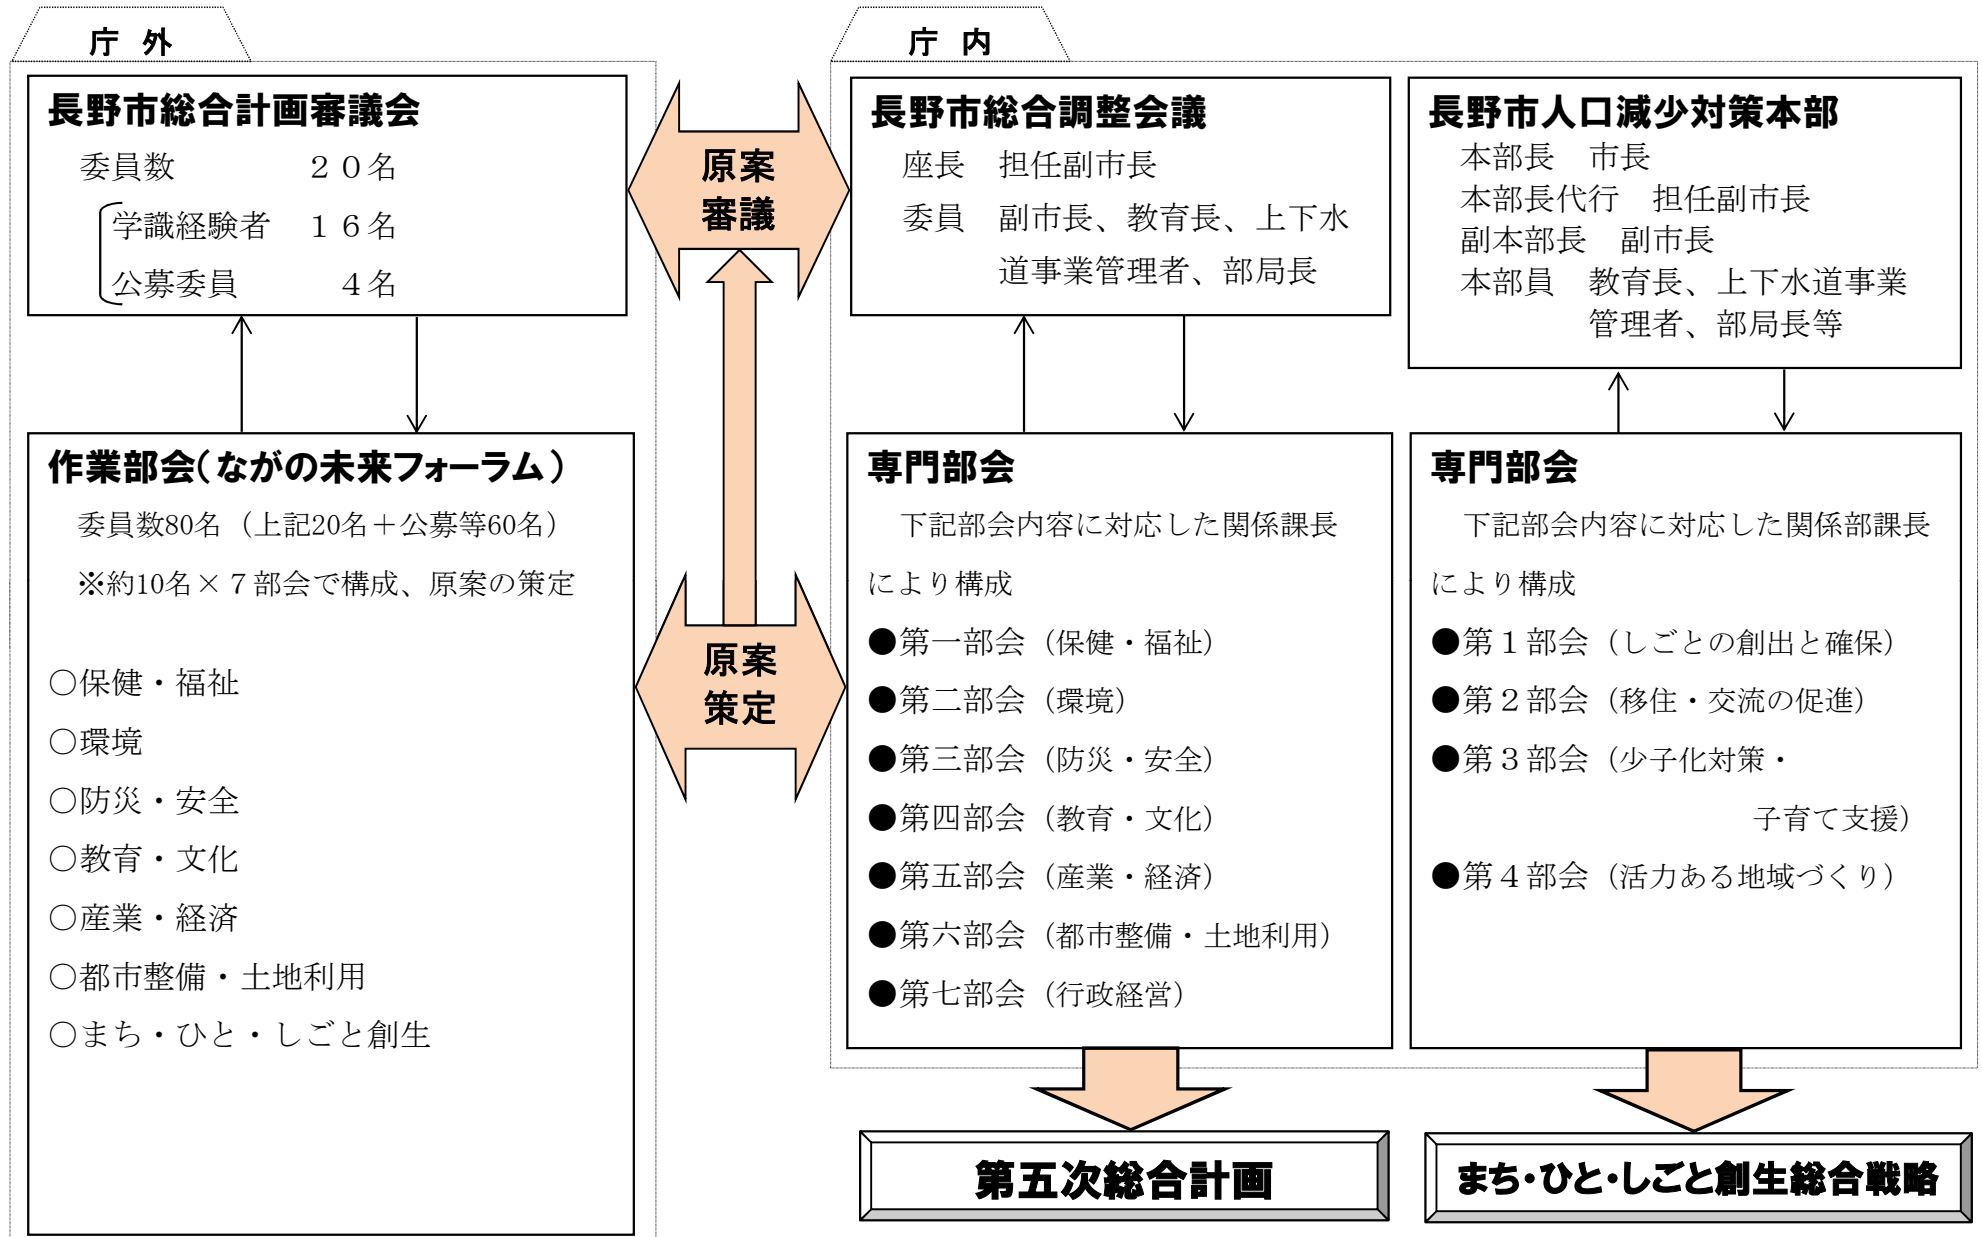 庁 外
長野市総合計画審議会
委員数 ２０名
学識経験者 １６名
公募委員 ４名
作業部会（ながの未来フォーラム）
委員数80名（上記20名＋公募等60名）
※約10名×７部会で構成、原案の策定
○保健・福祉
○環境
○防災・安全
○教育・文化
○産業・経済
○都市整備・土地利用
○まち・ひと・しごと創生
原案
審議
原案
策定
庁 内
長野市総合調整会議
座長 担任副市長
委員 副市長、教育長、上下水
道事業管理者、部局長
長野市人口減少対策本部
本部長 市長
本部長代行 担任副市長
副本部長 副市長
本部員 教育長、上下水道事業
管理者、部局長等
専門部会
下記部会内容に対応した関係課長
により構成
●第一部会（保健・福祉）
●第二部会（環境）
●第三部会（防災・安全）
●第四部会（教育・文化）
●第五部会（産業・経済）
●第六部会（都市整備・土地利用）
●第七部会（行政経営）
専門部会
下記部会内容に対応した関係部課長
により構成
●第１部会（しごとの創出と確保）
●第２部会（移住・交流の促進）
●第３部会（少子化対策・
子育て支援）
●第４部会（活力ある地域づくり）
第五次総合計画
まち・ひと・しごと創生総合戦略